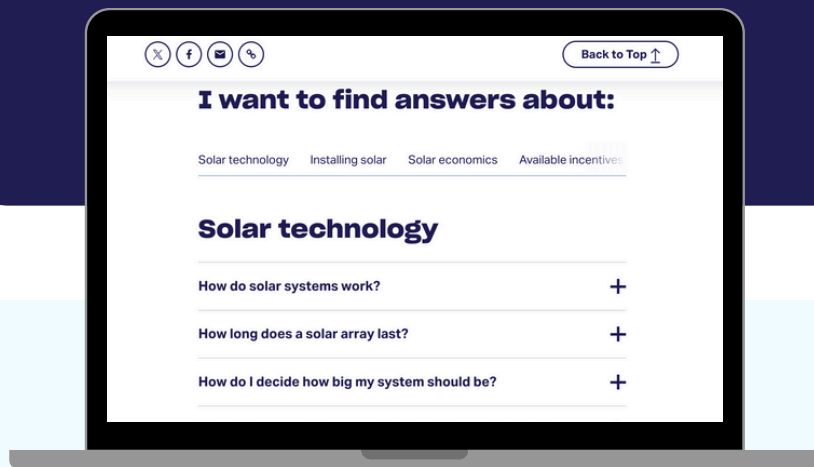 Back to Top ↑
I want to find answers about:
Solar technology Installing solar Solar economics Available incentives
Solar technology
How do solar systems work?
How long does a solar array last?
How do I decide how big my system should be?